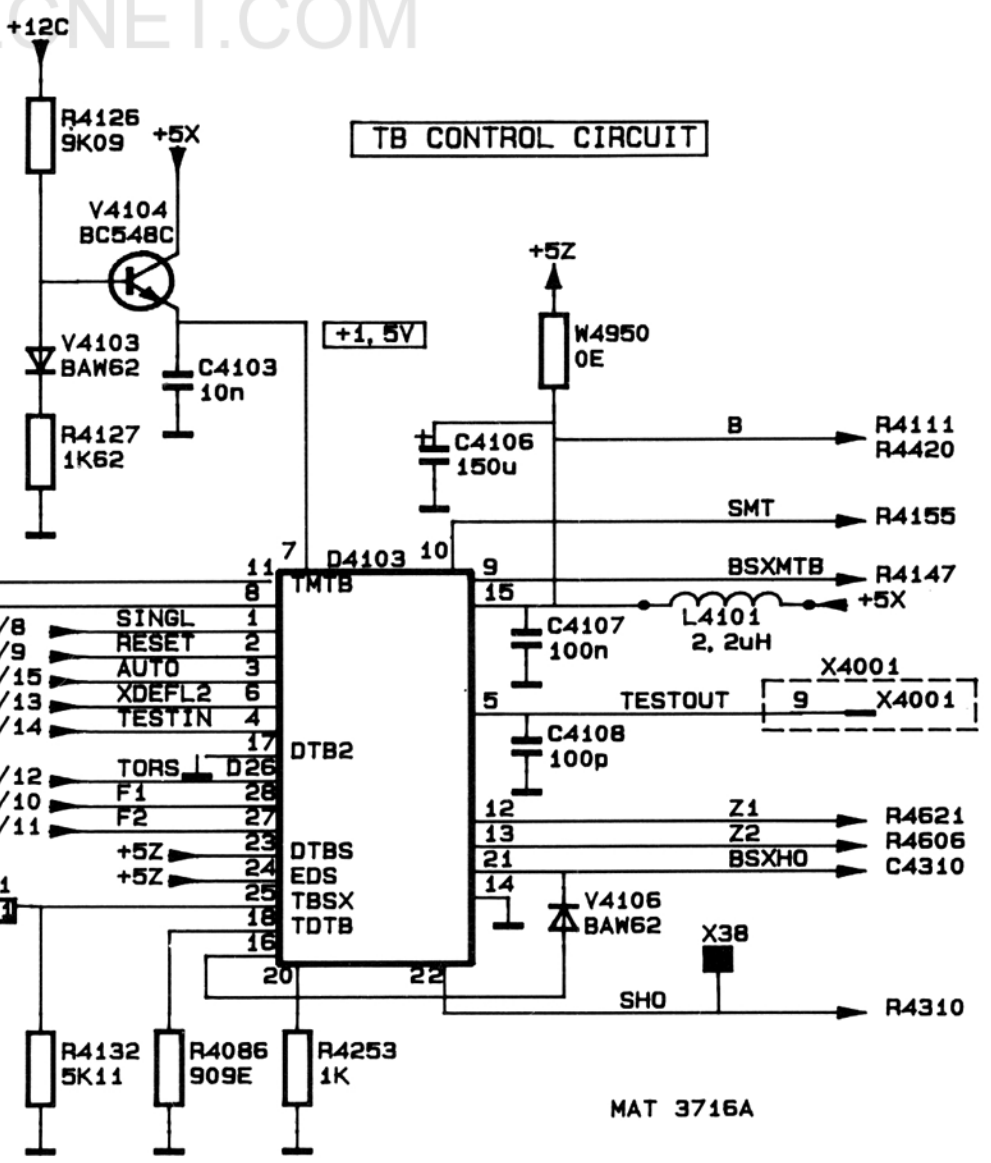 CNET.COM
+12C
R4126
9K09
+5X
TB CONTROL CIRCUIT
V4104
BC548C
+5Z
+1,5V
W4950
0E
V4103
BAW62
C4103
10n
R4127
1K62
C4106
150u
B
R4111
R4420
SMT
R4155
7
D4103
10
11
TMTB
9
BSXMTB
R4147
8
15
+5X
/8
SINGL
1
C4107
100n
L4101
2,2uH
/9
RESET
2
/15
AUTO
3
X4001
/13
XDEFL2
6
5
TESTOUT
9
X4001
/14
TESTIN
4
C4108
100p
17
DTB2
/12
TORS
D26
/10
F1
28
12
Z1
R4621
/11
F2
27
13
Z2
R4606
+5Z
23
DTBS
21
BSXHO
C4310
+5Z
24
EDS
14
1
25
TBSX
V4106
BAW62
1
18
TDTB
16
X38
20
22
SHO
R4310
R4132
5K11
R4086
909E
R4253
1K
MAT 3716A